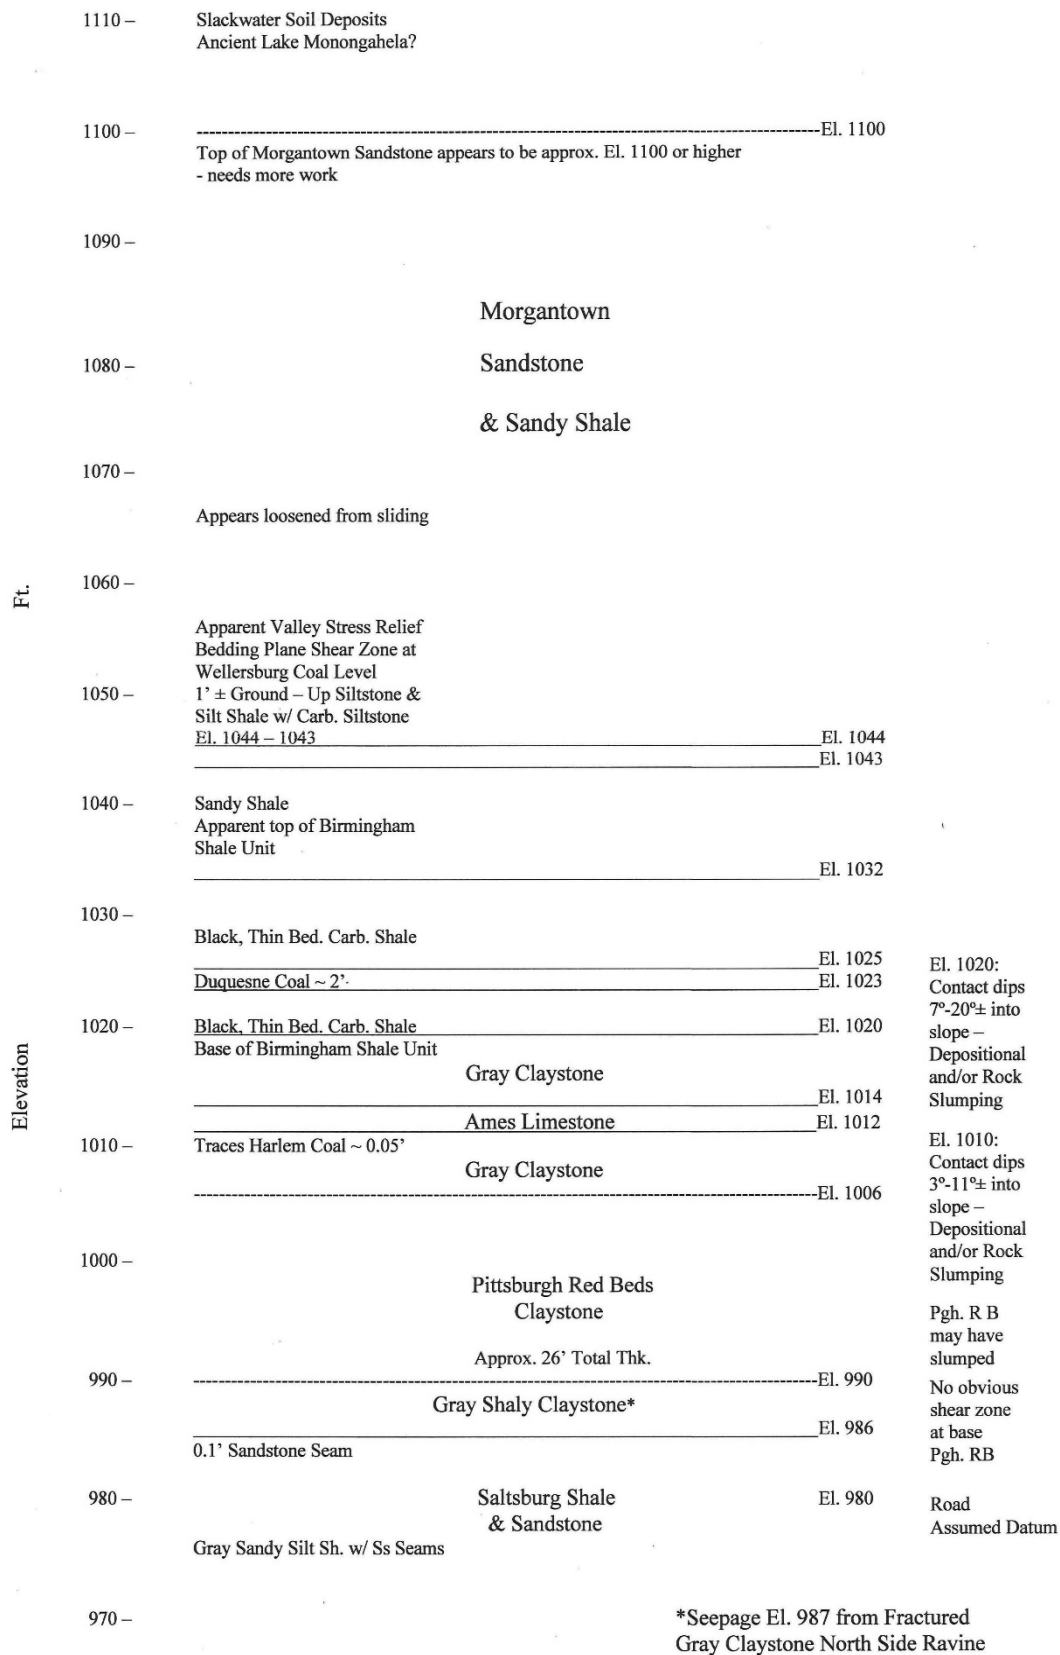 1110 –
Slackwater Soil Deposits
Ancient Lake Monongahela?
1100 –
El. 1100
Top of Morgantown Sandstone appears to be approx. El. 1100 or higher
- needs more work
1090 –
Morgantown
1080 –
Sandstone
& Sandy Shale
1070 –
Appears loosened from sliding
Ft.
1060 –
Apparent Valley Stress Relief
Bedding Plane Shear Zone at
Wellersburg Coal Level
1050 –
1’ ± Ground – Up Siltstone &
Silt Shale w/ Carb. Siltstone
El. 1044 – 1043
El. 1044
El. 1043
1040 –
Sandy Shale
Apparent top of Birmingham
Shale Unit
El. 1032
1030 –
Black, Thin Bed. Carb. Shale
El. 1025
Duquesne Coal ~ 2’
El. 1023
1020 –
Black, Thin Bed. Carb. Shale
El. 1020
Base of Birmingham Shale Unit
Gray Claystone
El. 1014
Ames Limestone
El. 1012
Elevation
1010 –
Traces Harlem Coal ~ 0.05’
Gray Claystone
El. 1006
1000 –
Pittsburgh Red Beds
Claystone
Approx. 26’ Total Thk.
990 –
El. 990
Gray Shaly Claystone*
El. 986
0.1’ Sandstone Seam
980 –
Saltsburg Shale
& Sandstone
El. 980
Gray Sandy Silt Sh. w/ Ss Seams
970 –
El. 1020:
Contact dips
7º-20º± into
slope –
Depositional
and/or Rock
Slumping
El. 1010:
Contact dips
3º-11º± into
slope –
Depositional
and/or Rock
Slumping
Pgh. R B
may have
slumped
No obvious
shear zone
at base
Pgh. RB
Road
Assumed Datum
*Seepage El. 987 from Fractured
Gray Claystone North Side Ravine